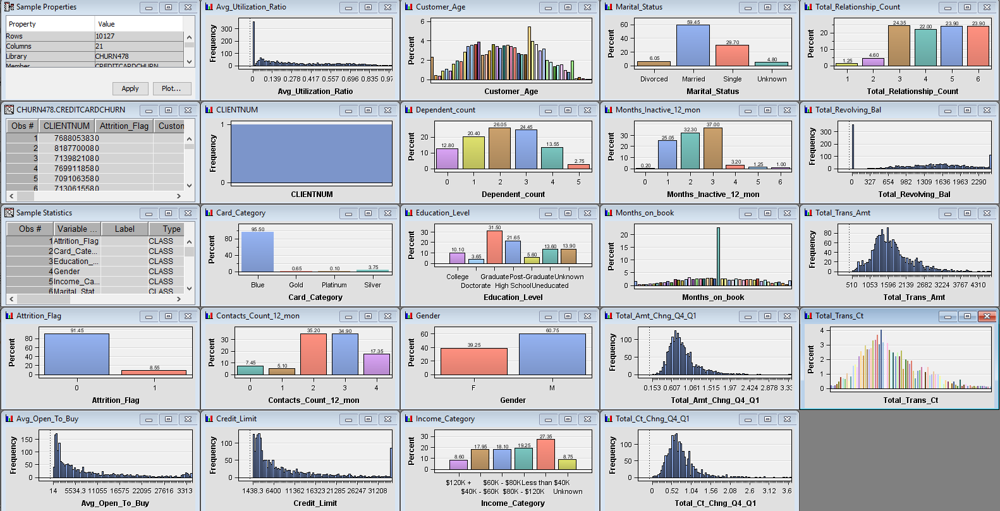 Sample Properties
Property Value
Rows 10127
Columns 21
Library CHURN478
Member CREDITCARDCHURN
Apply Plot...
Avg_Utilization_Ratio
Frequency
300
200
100
0
0 0.139 0.278 0.417 0.557 0.696 0.835 0.97
Avg_Utilization_Ratio
Customer_Age
Percent
6
4
2
0
Customer_Age
Marital_Status
Percent
60
40
20
0
6.05 59.45 29.70 4.80
Divorced Married Single Unknown
Marital_Status
Total_Relationship_Count
Percent
20
10
0
1.25 4.60 24.35 22.00 23.90 23.90
1 2 3 4 5 6
Total_Relationship_Count
CHURN478.CREDITCARDCHURN
Obs # CLIENTNUM Attrition_Flag Custon
1 768805383 0
2 818770008 0
3 713982108 0
4 769911858 0
5 709106358 0
6 713061558 0
CLIENTNUM
Frequency
1
0
CLIENTNUM
Dependent_count
Percent
20
10
0
12.80 20.40 26.05 24.45 13.55 2.75
0 1 2 3 4 5
Dependent_count
Months_Inactive_12_mon
Percent
30
20
10
0
0.20 25.05 32.30 37.00 3.20 1.25 1.00
0 1 2 3 4 5 6
Months_Inactive_12_mon
Total_Revolving_Bal
Frequency
300
200
100
0
0 327 654 982 1309 1636 1963 2290
Total_Revolving_Bal
Sample Statistics
Obs # Variable ... Label Type
1 Attrition_Flag CLASS
2 Card_Cate... CLASS
3 Education_... CLASS
4 Gender CLASS
5 Income_Ca... CLASS
6 Marital_Stat CLASS
Card_Category
Percent
80
40
0
95.50 0.65 0.10 3.75
Blue Gold Platinum Silver
Card_Category
Education_Level
Percent
30
20
10
0
10.10 3.65 31.50 21.65 5.60 13.60 13.90
College Graduate Post-Graduate Unknown
Doctorate High School Uneducated
Education_Level
Months_on_book
Percent
20
15
10
5
0
Months_on_book
Total_Trans_Amt
Frequency
80
60
40
20
0
510 1053 1596 2139 2682 3224 3767 4310
Total_Trans_Amt
Attrition_Flag
Percent
80
60
40
20
0
91.45 8.55
0 1
Attrition_Flag
Contacts_Count_12_mon
Percent
30
20
10
0
7.45 5.10 35.20 34.90 17.35
0 1 2 3 4
Contacts_Count_12_mon
Gender
Percent
60
40
20
0
39.25 60.75
F M
Gender
Total_Amt_Chng_Q4_Q1
Frequency
100
50
0
0.153 0.607 1.061 1.515 1.97 2.424 2.878 3.33
Total_Amt_Chng_Q4_Q1
Total_Trans_Ct
Percent
4
3
2
1
0
Total_Trans_Ct
Avg_Open_To_Buy
Frequency
150
100
50
0
14 5534.3 11055 16575 22095 27616 3313
Avg_Open_To_Buy
Credit_Limit
Frequency
100
50
0
1438.3 6400 11362 16323 21285 26247 31208
Credit_Limit
Income_Category
Percent
30
20
10
0
8.60 17.95 18.10 19.25 27.35 8.75
$120K + $60K - $80K Less than $40K
$40K - $60K $80K - $120K Unknown
Income_Category
Total_Ct_Chng_Q4_Q1
Frequency
100
50
0
0 0.52 1.04 1.56 2.08 2.6 3.12 3.6
Total_Ct_Chng_Q4_Q1